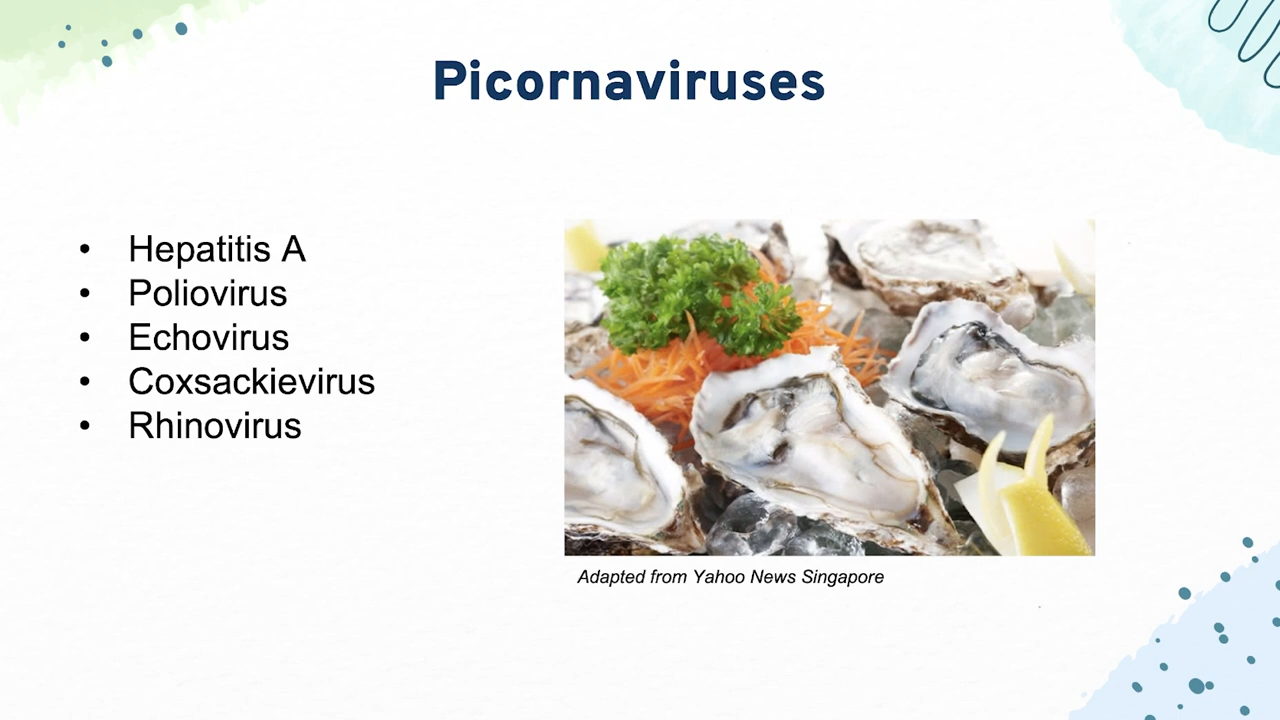 Picornaviruses
• Hepatitis A
• Poliovirus
• Echovirus
• Coxsackievirus
• Rhinovirus
Adapted from Yahoo News Singapore